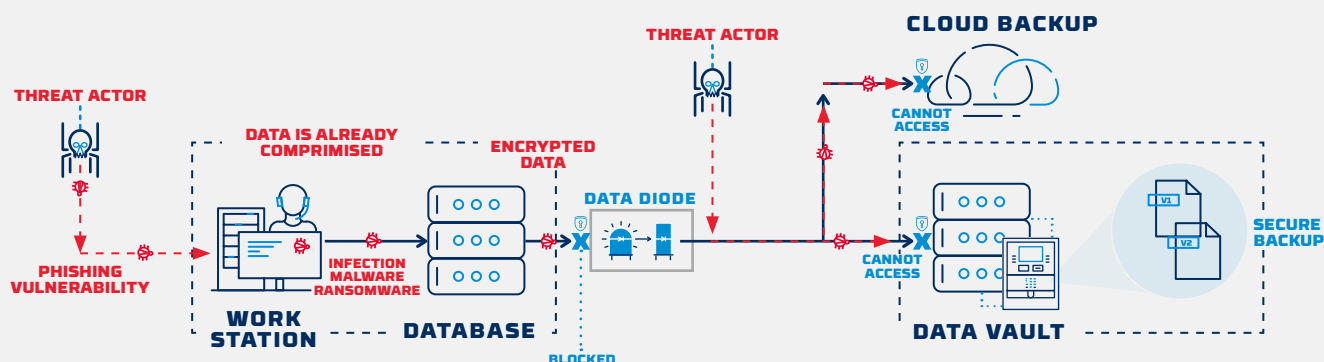 THREAT ACTOR
PHISHING
VULNERABILITY
DATA IS ALREADY
COMPRIMISED
WORK
STATION
INFECTION
MALWARE
RANSOMWARE
DATABASE
ENCRYPTED
DATA
BLOCKED
DATA DIODE
THREAT ACTOR
CLOUD BACKUP
CANNOT
ACCESS
CANNOT
ACCESS
DATA VAULT
V1
V2
SECURE
BACKUP